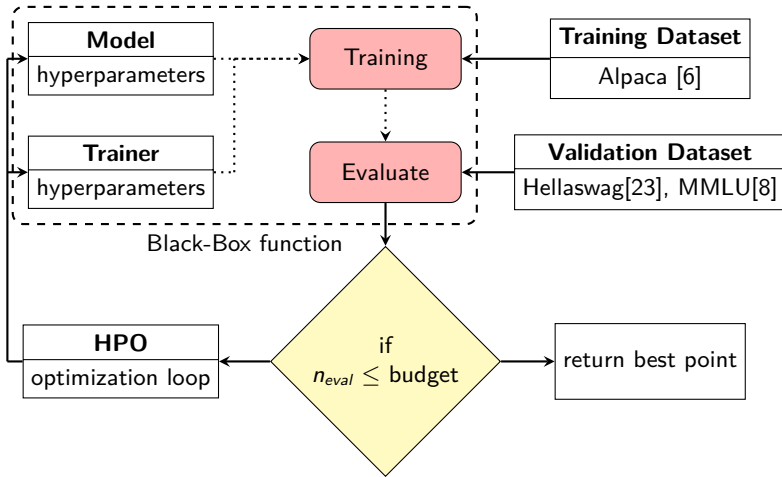 Model
hyperparameters
Training
Training Dataset
Alpaca [6]
Trainer
hyperparameters
Evaluate
Validation Dataset
Hellaswag[23], MMLU[8]
Black-Box function
HPO
optimization loop
if
n_eval ≤ budget
return best point